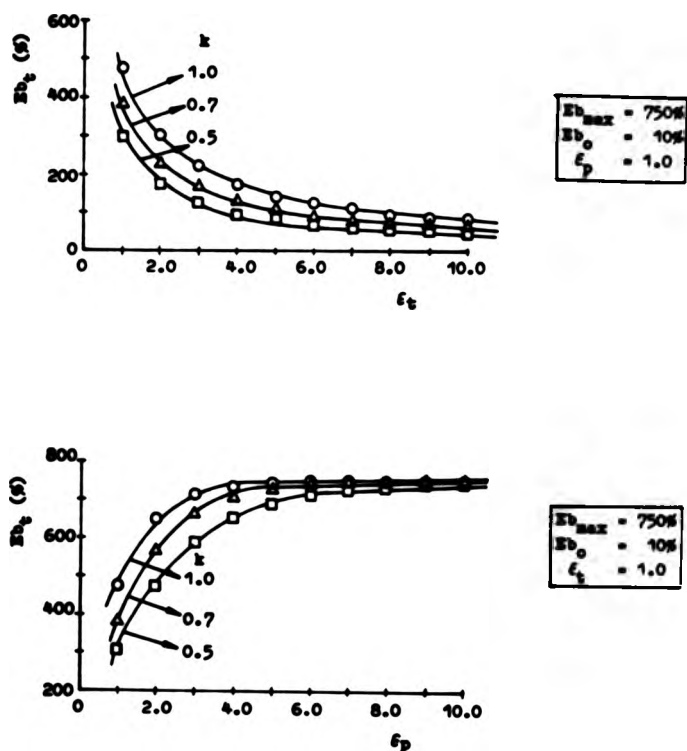 600
Eb_t (%)
k
1.0
400
0.7
0.5
200
0
0 2.0 4.0 6.0 8.0 10.0
ε_t
Eb_max = 750%
Eb_o = 10%
ε_p = 1.0
800
Eb_t (%)
600
k
1.0
400
0.7
0.5
200
0 2.0 4.0 6.0 8.0 10.0
ε_p
Eb_max = 750%
Eb_o = 10%
ε_t = 1.0